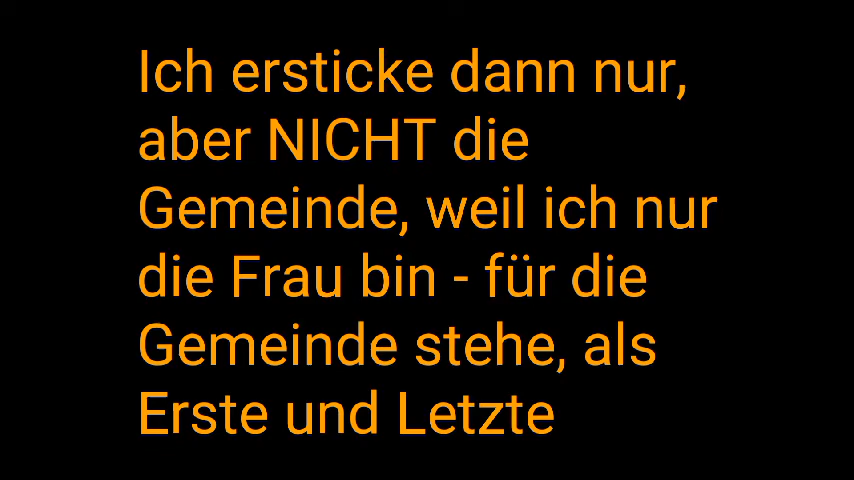 Ich ersticke dann nur,
aber NICHT die
Gemeinde, weil ich nur
die Frau bin - für die
Gemeinde stehe, als
Erste und Letzte